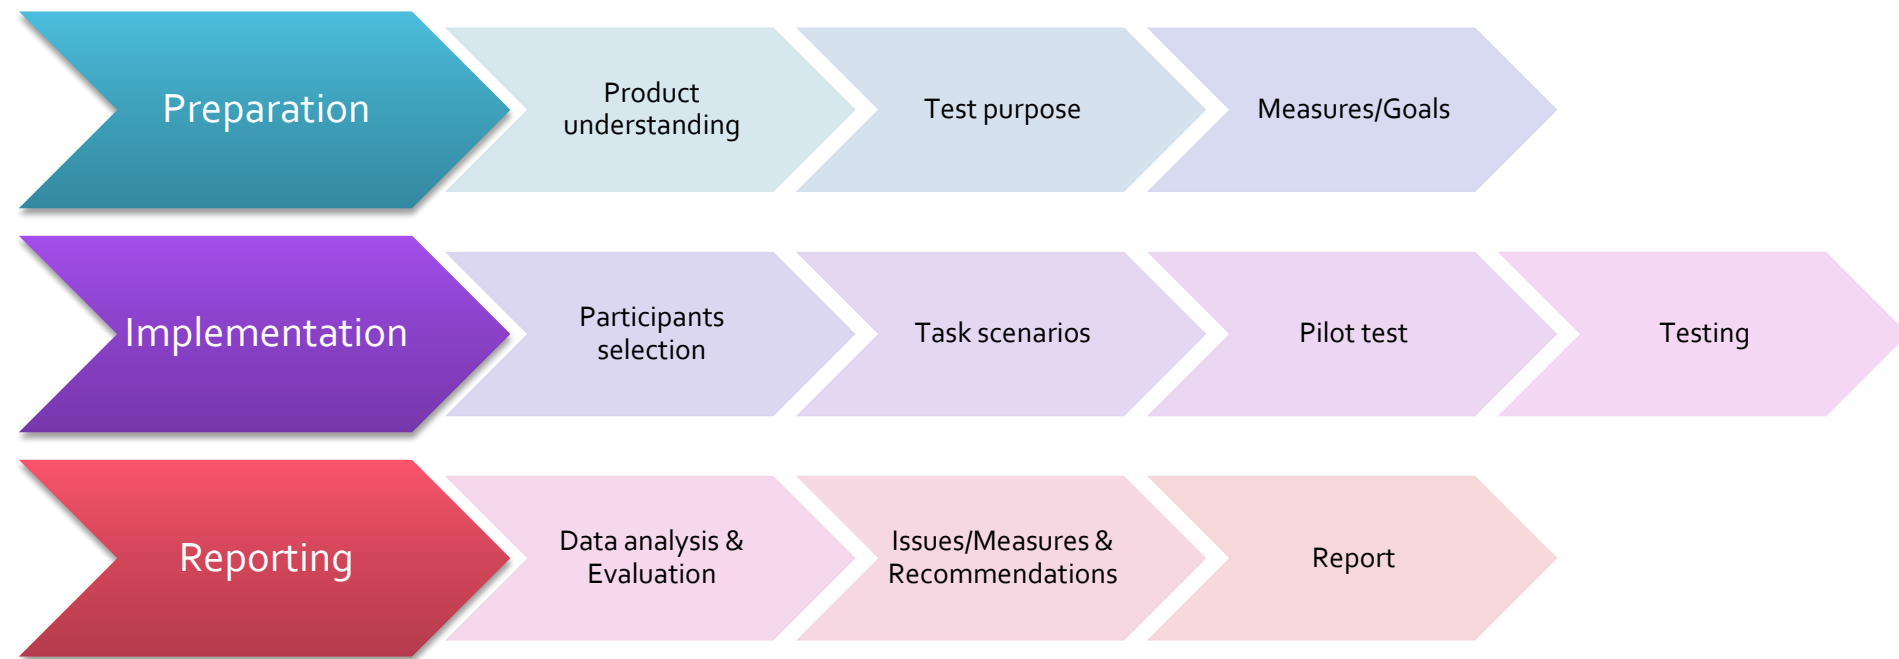 Preparation
Product
understanding
Test purpose
Measures/Goals
Implementation
Participants
selection
Task scenarios
Pilot test
Testing
Reporting
Data analysis &
Evaluation
Issues/Measures &
Recommendations
Report